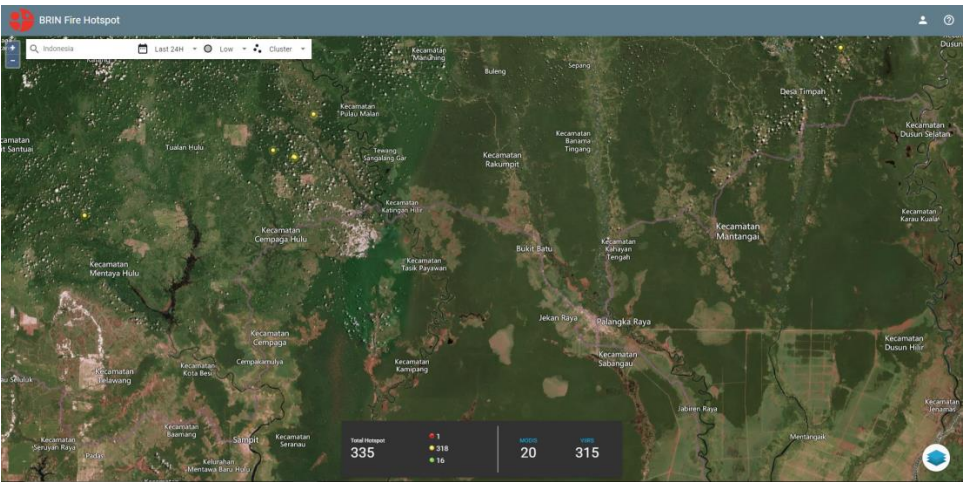 BRIN Fire Hotspot
Indonesia
Last 24H
Low
Cluster
Kecamatan
Manuhing
Buleng
Sepang
Dusun
Desa Timpah
Kecamatan
Pulau Malan
Kecamatan
Dusun Selatan
Tualan Hulu
Tewang
Sangalang Gar
Kecamatan
Banama
Tingang
Kecamatan
Rakumpit
Kecamatan
Katingan Hilir
Kecamatan
Karau Kuala
Kecamatan
Cempaga Hulu
Kecamatan
Mantangai
Bukit Batu
Kecamatan
Kahayan
Tengah
Kecamatan
Mentaya Hulu
Kecamatan
Tasik Payawan
Jekan Raya
Palangka Raya
Kecamatan
Cempaga
Kecamatan
Dusun Hilir
Kecamatan
Sabangau
Cempakamulya
Kecamatan
Kota Besi
Kecamatan
Telawang
Kecamatan
Kamipang
Kecamatan
Jenamas
Jabiren Raya
Kecamatan
Baamang
Kecamatan
Seruyan Raya
Sampit
Kecamatan
Seranau
Mentangaik
Padas
Kelurahan
Mentawa Baru Hulu
Total Hotspot
335
1
318
16
MODIS
20
VIIRS
315